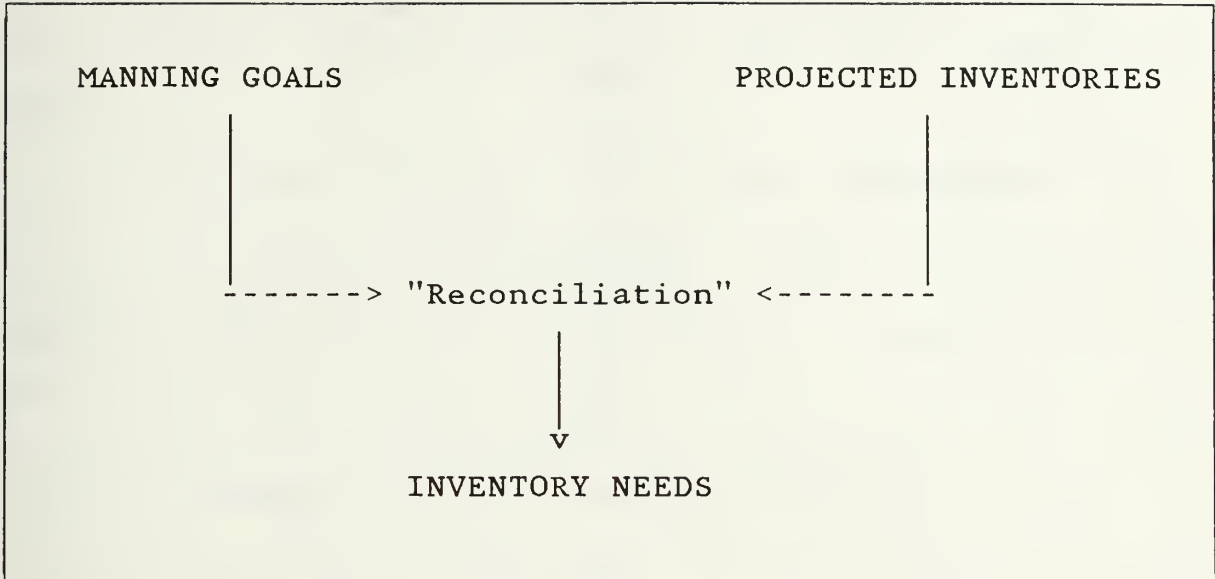 MANNING GOALS PROJECTED INVENTORIES
-------> "Reconciliation" <--------
v
INVENTORY NEEDS